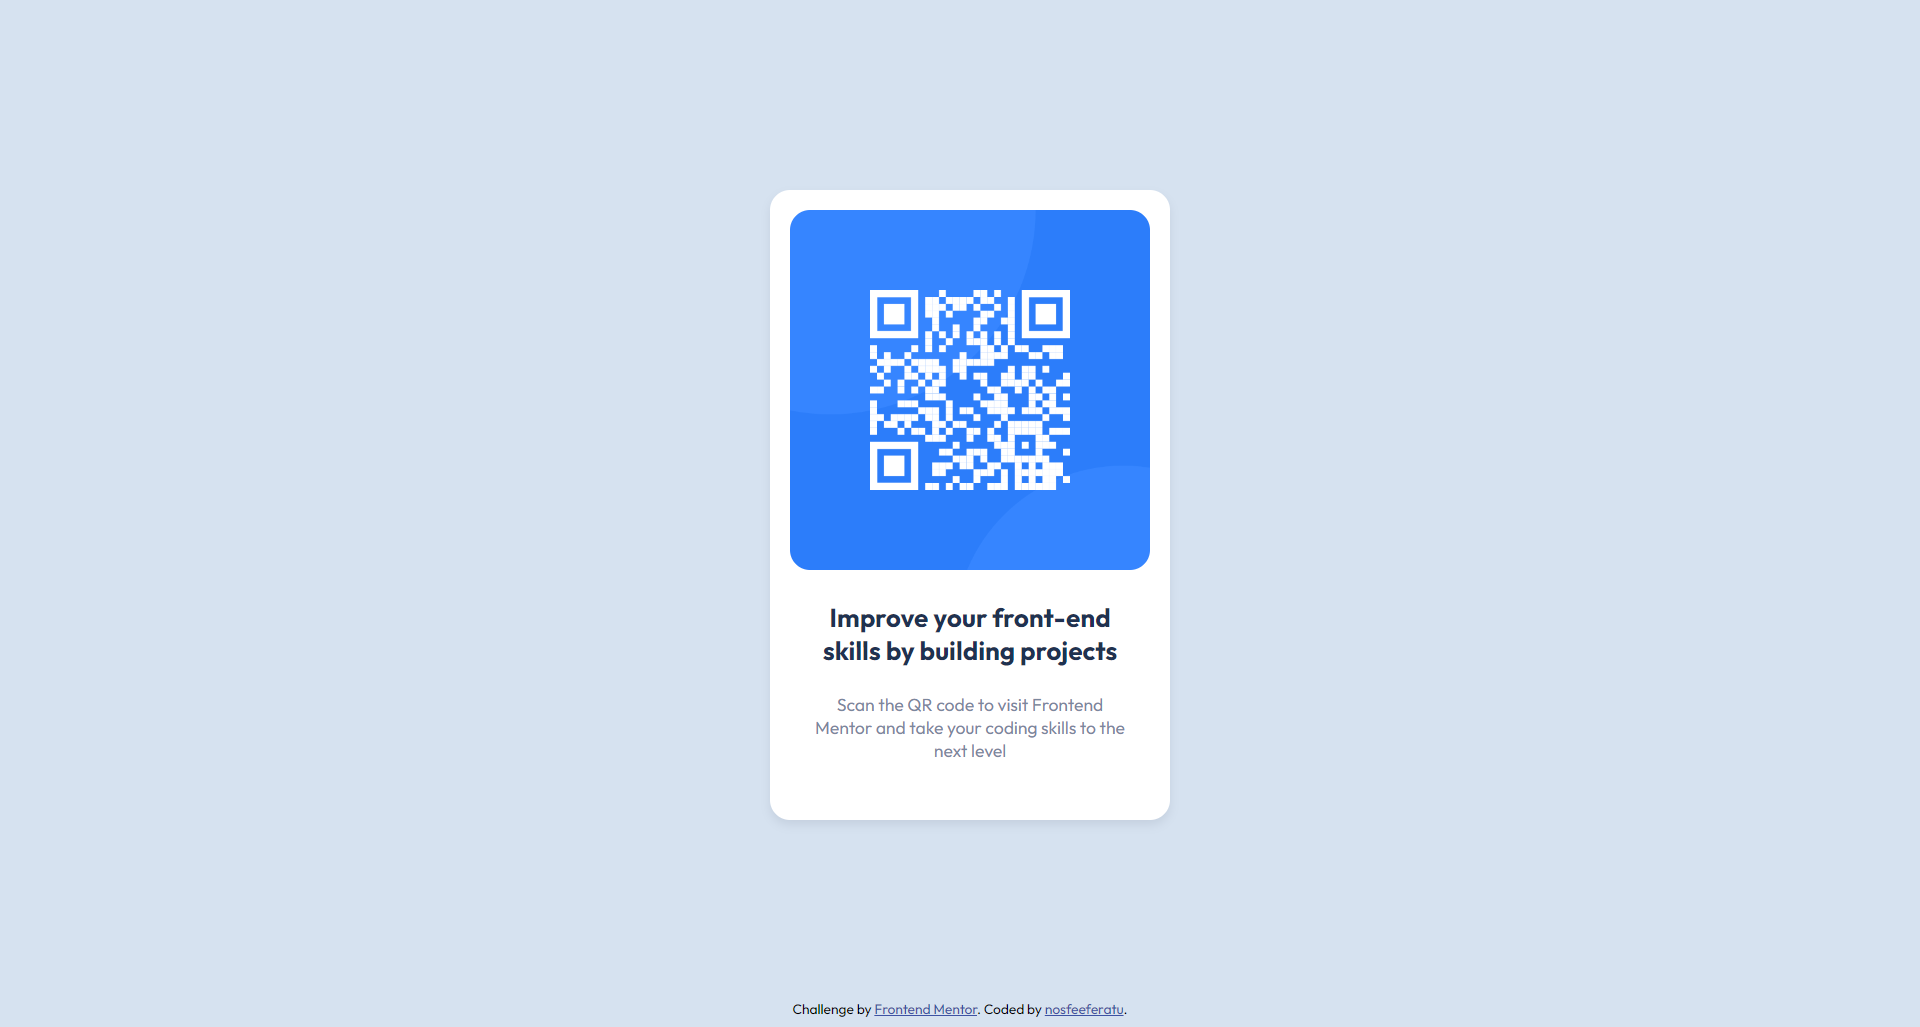 Improve your front-end
skills by building projects
Scan the QR code to visit Frontend
Mentor and take your coding skills to the
next level
Challenge by Frontend Mentor. Coded by nosfeeferatu.